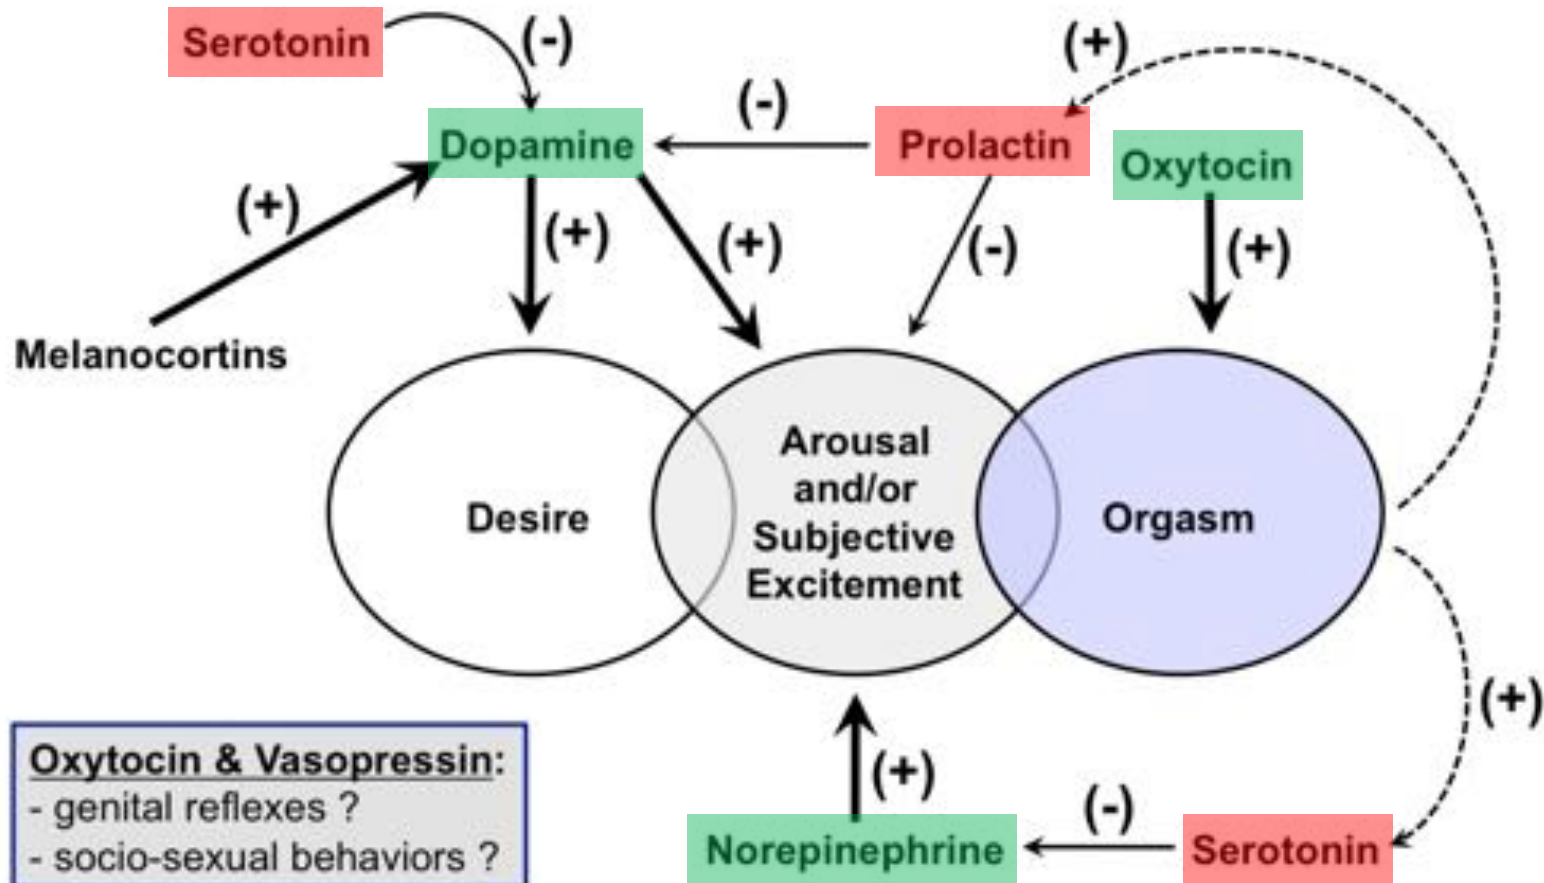 Serotonin
(-)
(+)
Dopamine
(-)
Prolactin
Oxytocin
(+)
(+)
(+)
(-)
(+)
Melanocortins
Desire
Arousal
and/or
Subjective
Excitement
Orgasm
(+)
Oxytocin & Vasopressin:
- genital reflexes ?
- socio-sexual behaviors ?
(+)
Norepinephrine
(-)
Serotonin